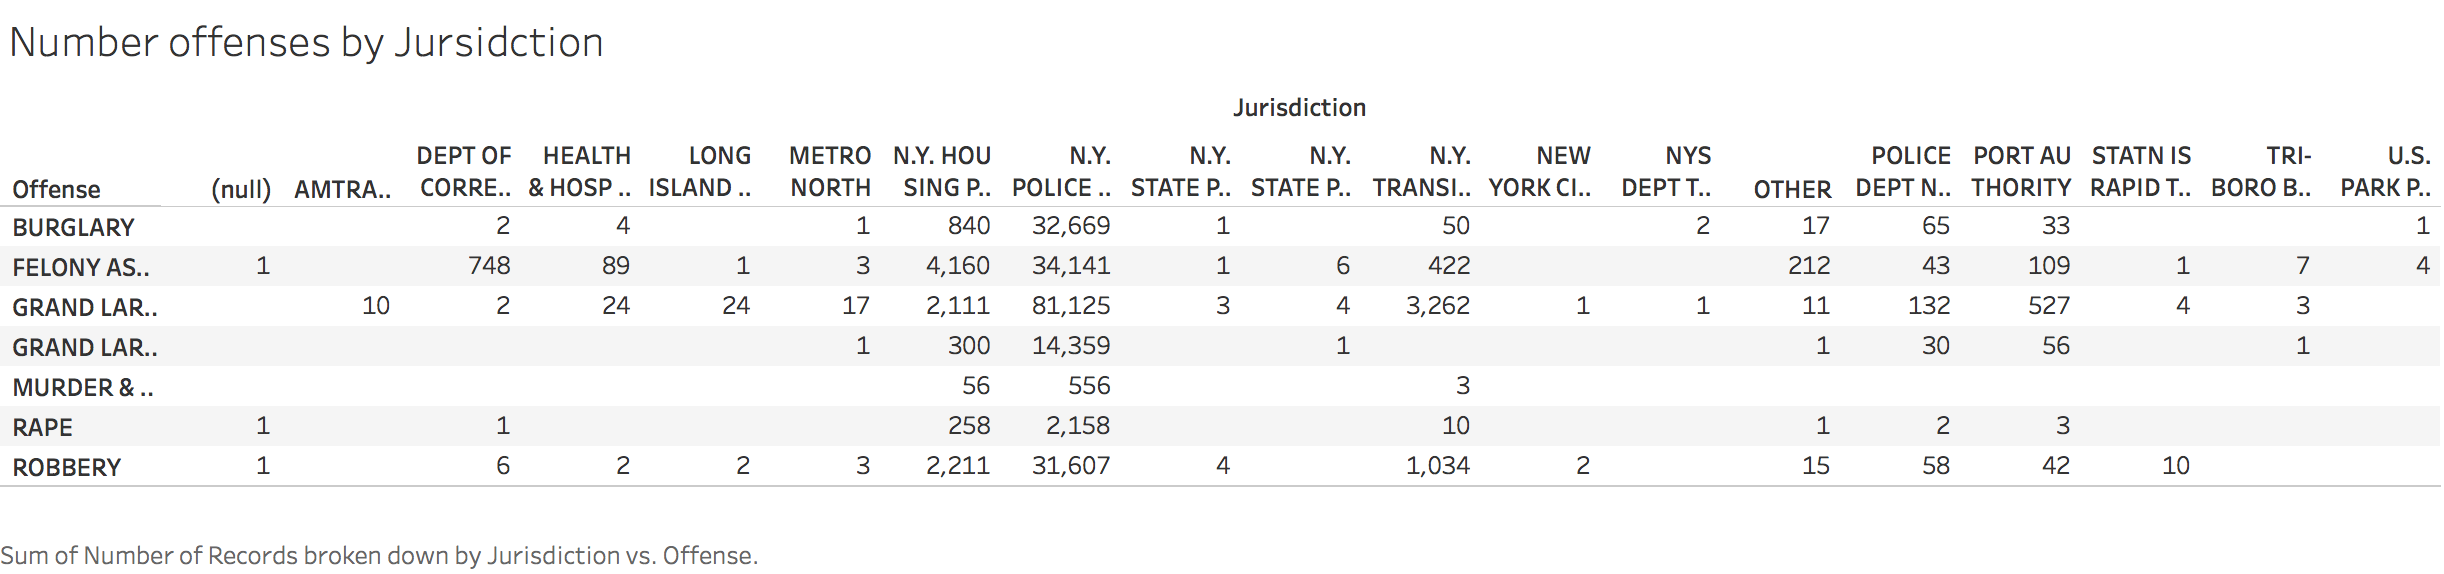 Number offenses by Jursidction
Jurisdiction
DEPT OF HEALTH LONG METRO N.Y. HOU N.Y. N.Y. N.Y. N.Y. NEW NYS POLICE PORT AU STATN IS TRI- U.S.
Offense (null) AMTRA.. CORRE.. & HOSP .. ISLAND .. NORTH SING P.. POLICE .. STATE P.. STATE P.. TRANSI.. YORK CI.. DEPT T.. OTHER DEPT N.. THORITY RAPID T.. BORO B.. PARK P..
BURGLARY 2 4 1 840 32,669 1 50 2 17 65 33 1
FELONY AS.. 1 748 89 1 3 4,160 34,141 1 6 422 212 43 109 1 7 4
GRAND LAR.. 10 2 24 24 17 2,111 81,125 3 4 3,262 1 1 11 132 527 4 3
GRAND LAR.. 1 300 14,359 1 1 30 56 1
MURDER & .. 56 556 3
RAPE 1 1 258 2,158 10 1 2 3
ROBBERY 1 6 2 2 3 2,211 31,607 4 1,034 2 15 58 42 10
Sum of Number of Records broken down by Jurisdiction vs. Offense.